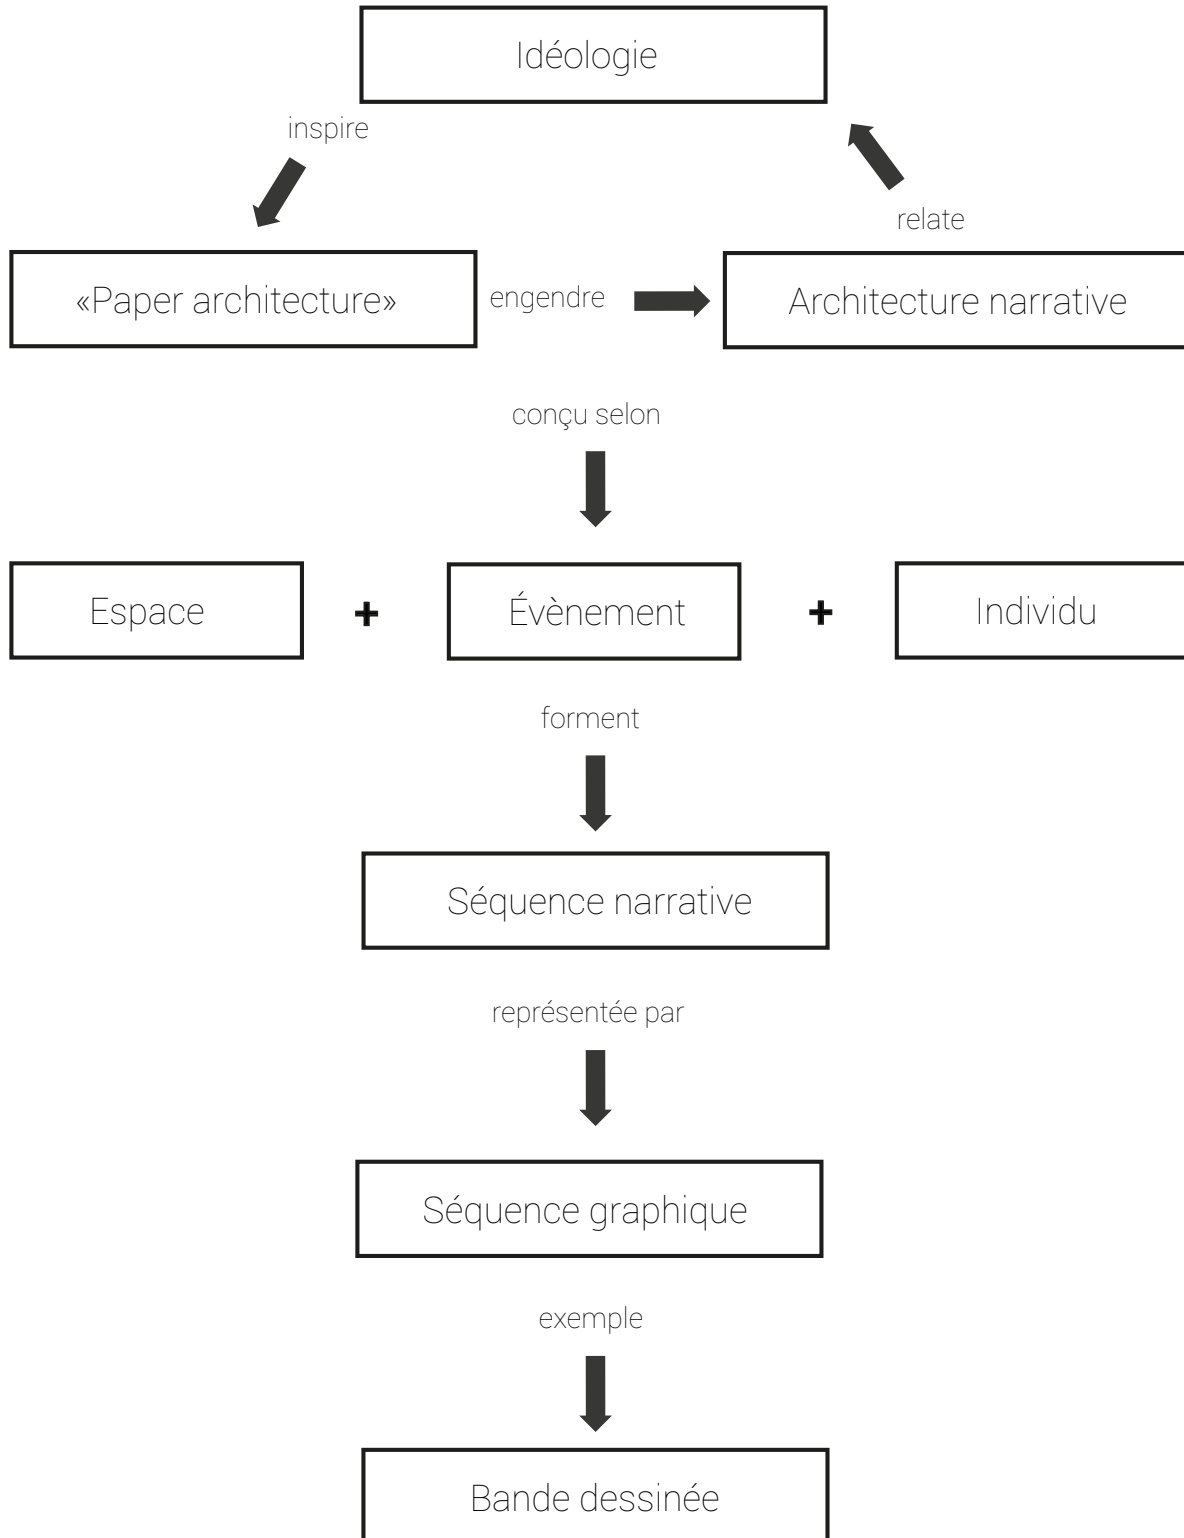 Idéologie
inspire
relate
«Paper architecture»
engendre
Architecture narrative
conçu selon
Espace
+
Évènement
+
Individu
forment
Séquence narrative
représentée par
Séquence graphique
exemple
Bande dessinée